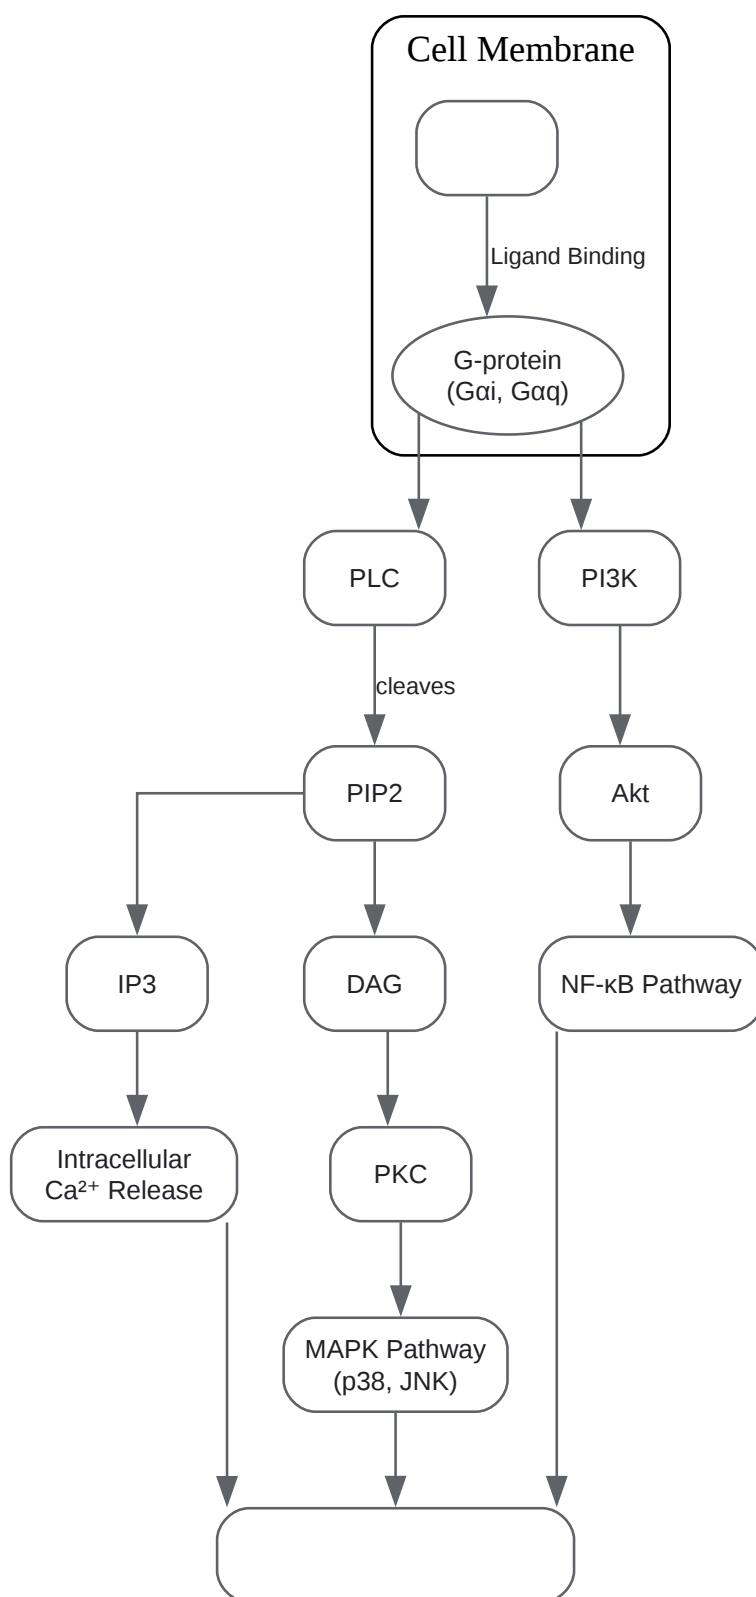 Cell Membrane
Ligand Binding
G-protein
(Gαi, Gαq)
PLC
PI3K
cleaves
PIP2
Akt
IP3
DAG
NF-κB Pathway
Intracellular
Ca²⁺ Release
PKC
MAPK Pathway
(p38, JNK)